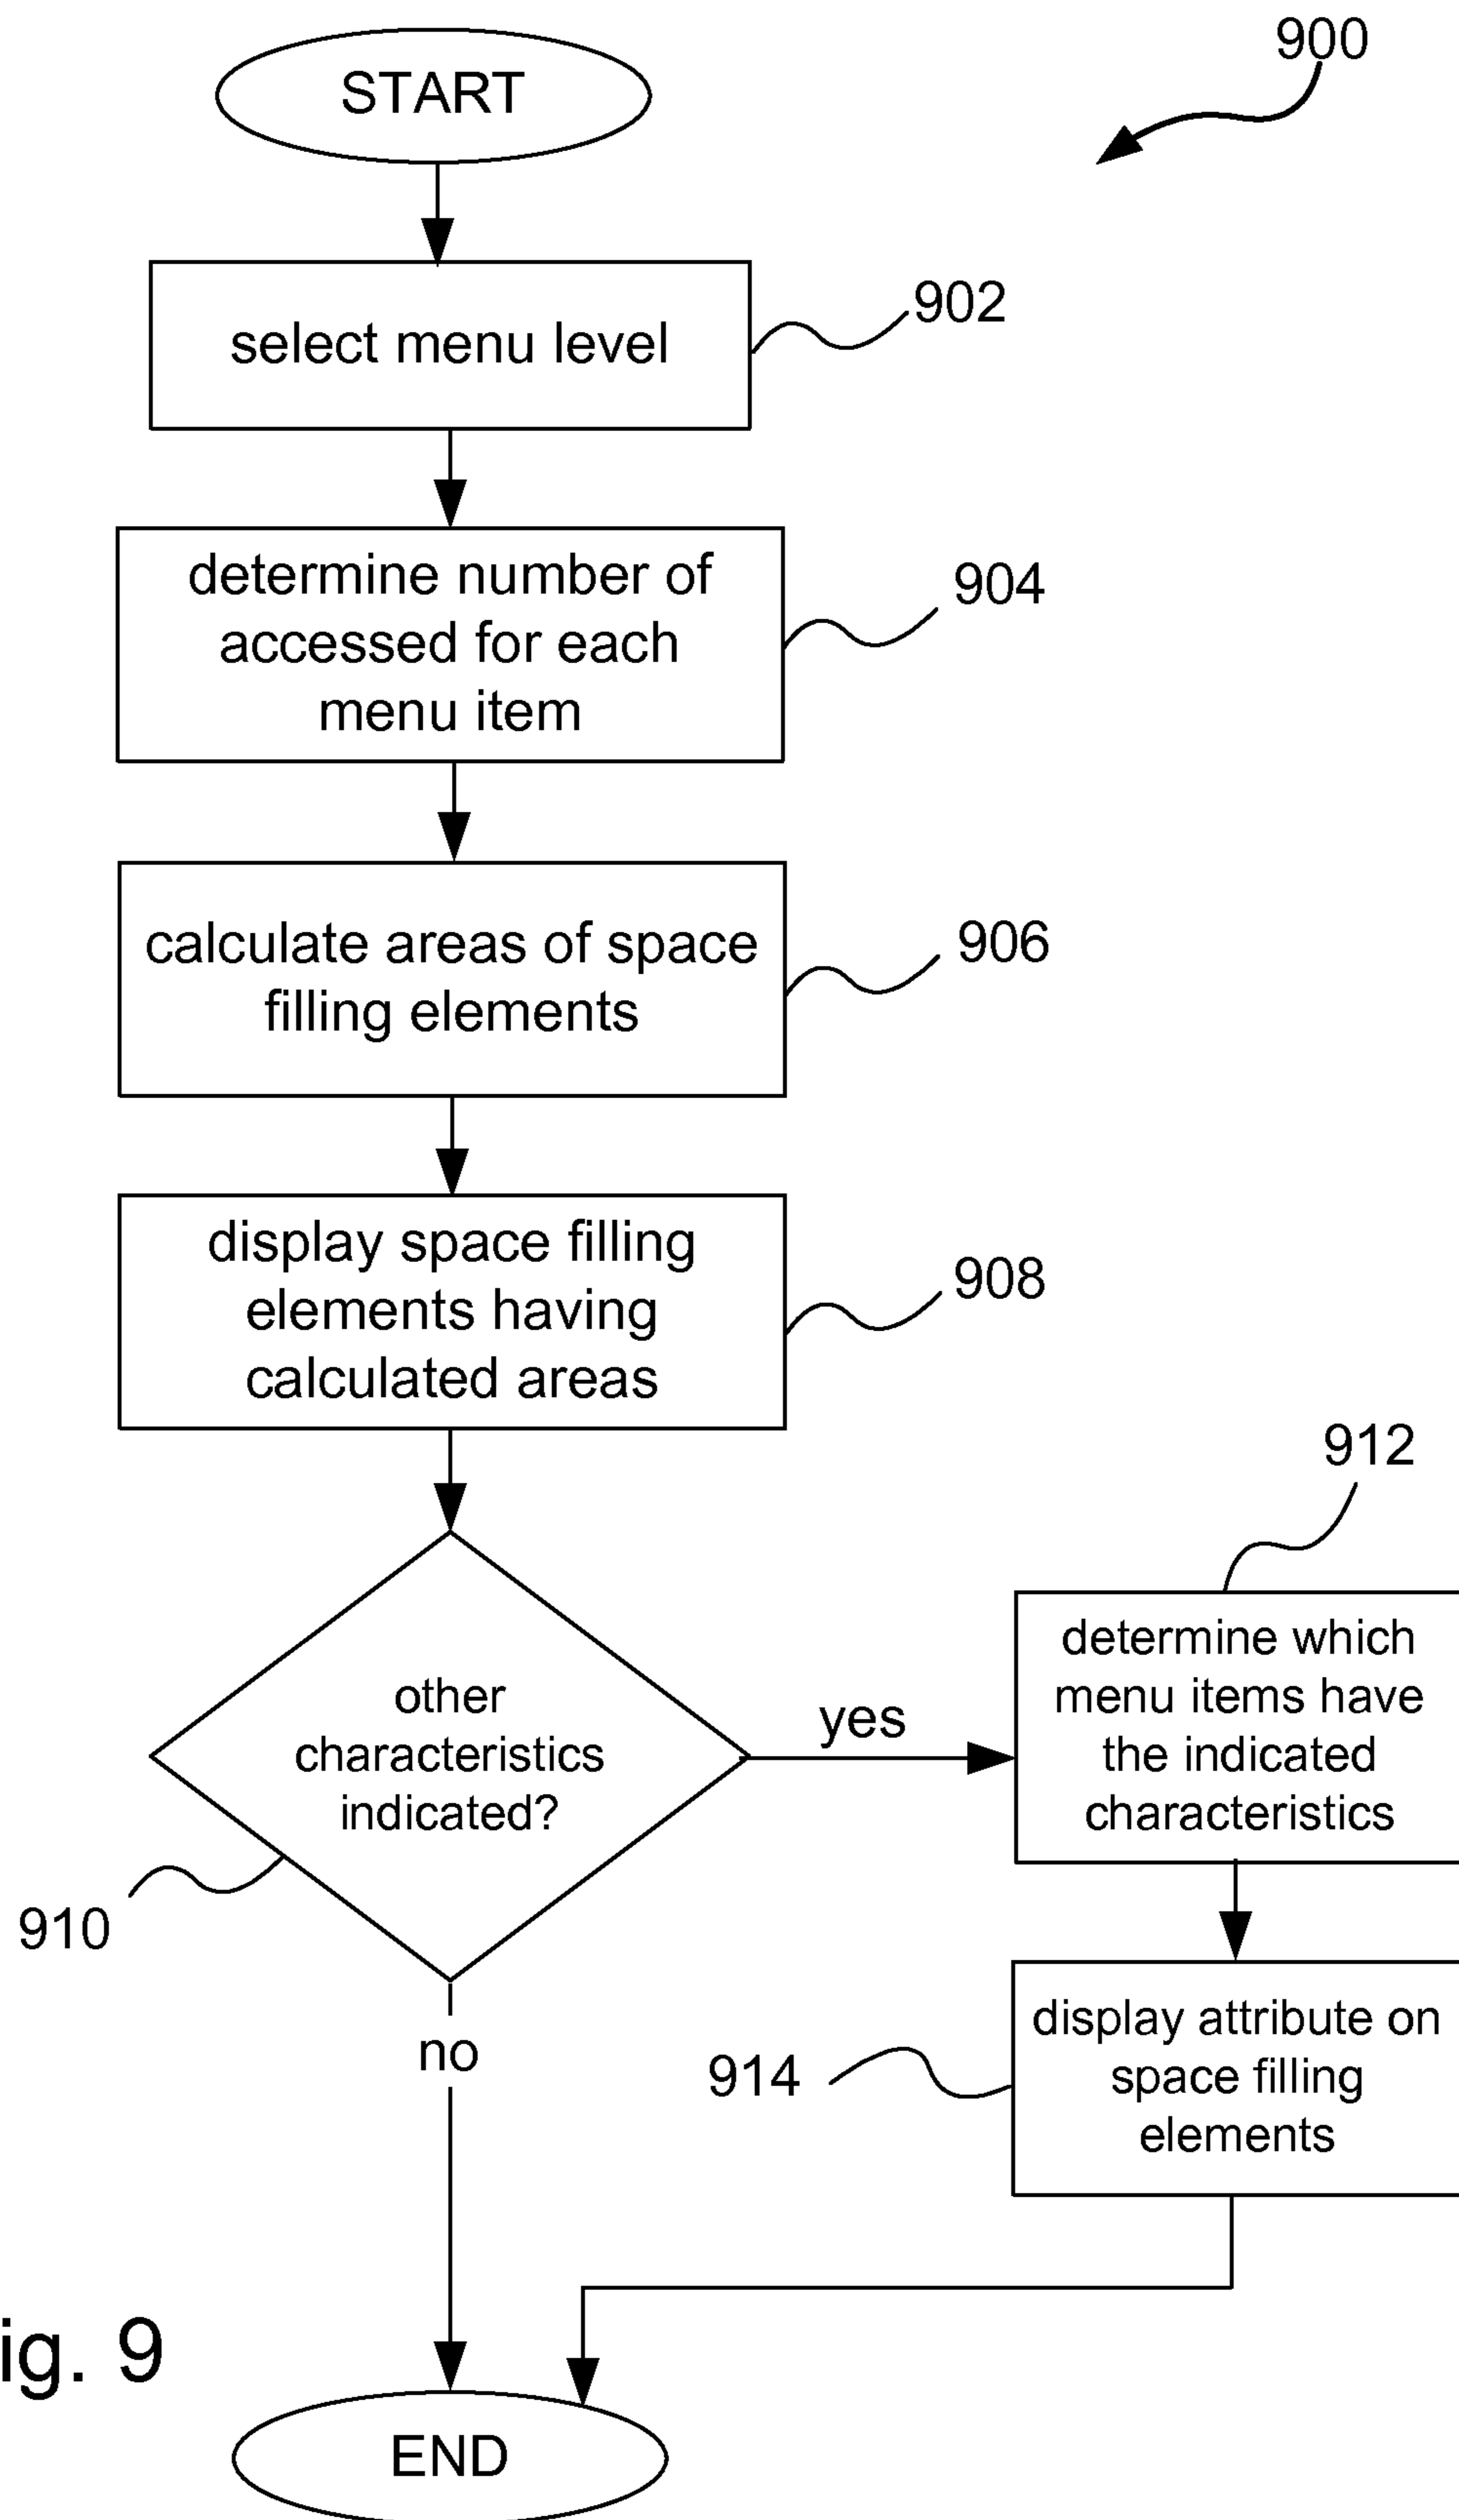 900
START
select menu level
902
determine number of
accessed for each
menu item
904
calculate areas of space
filling elements
906
display space filling
elements having
calculated areas
908
912
other
characteristics
indicated?
yes
determine which
menu items have
the indicated
characteristics
910
no
914
display attribute on
space filling
elements
ig. 9
END